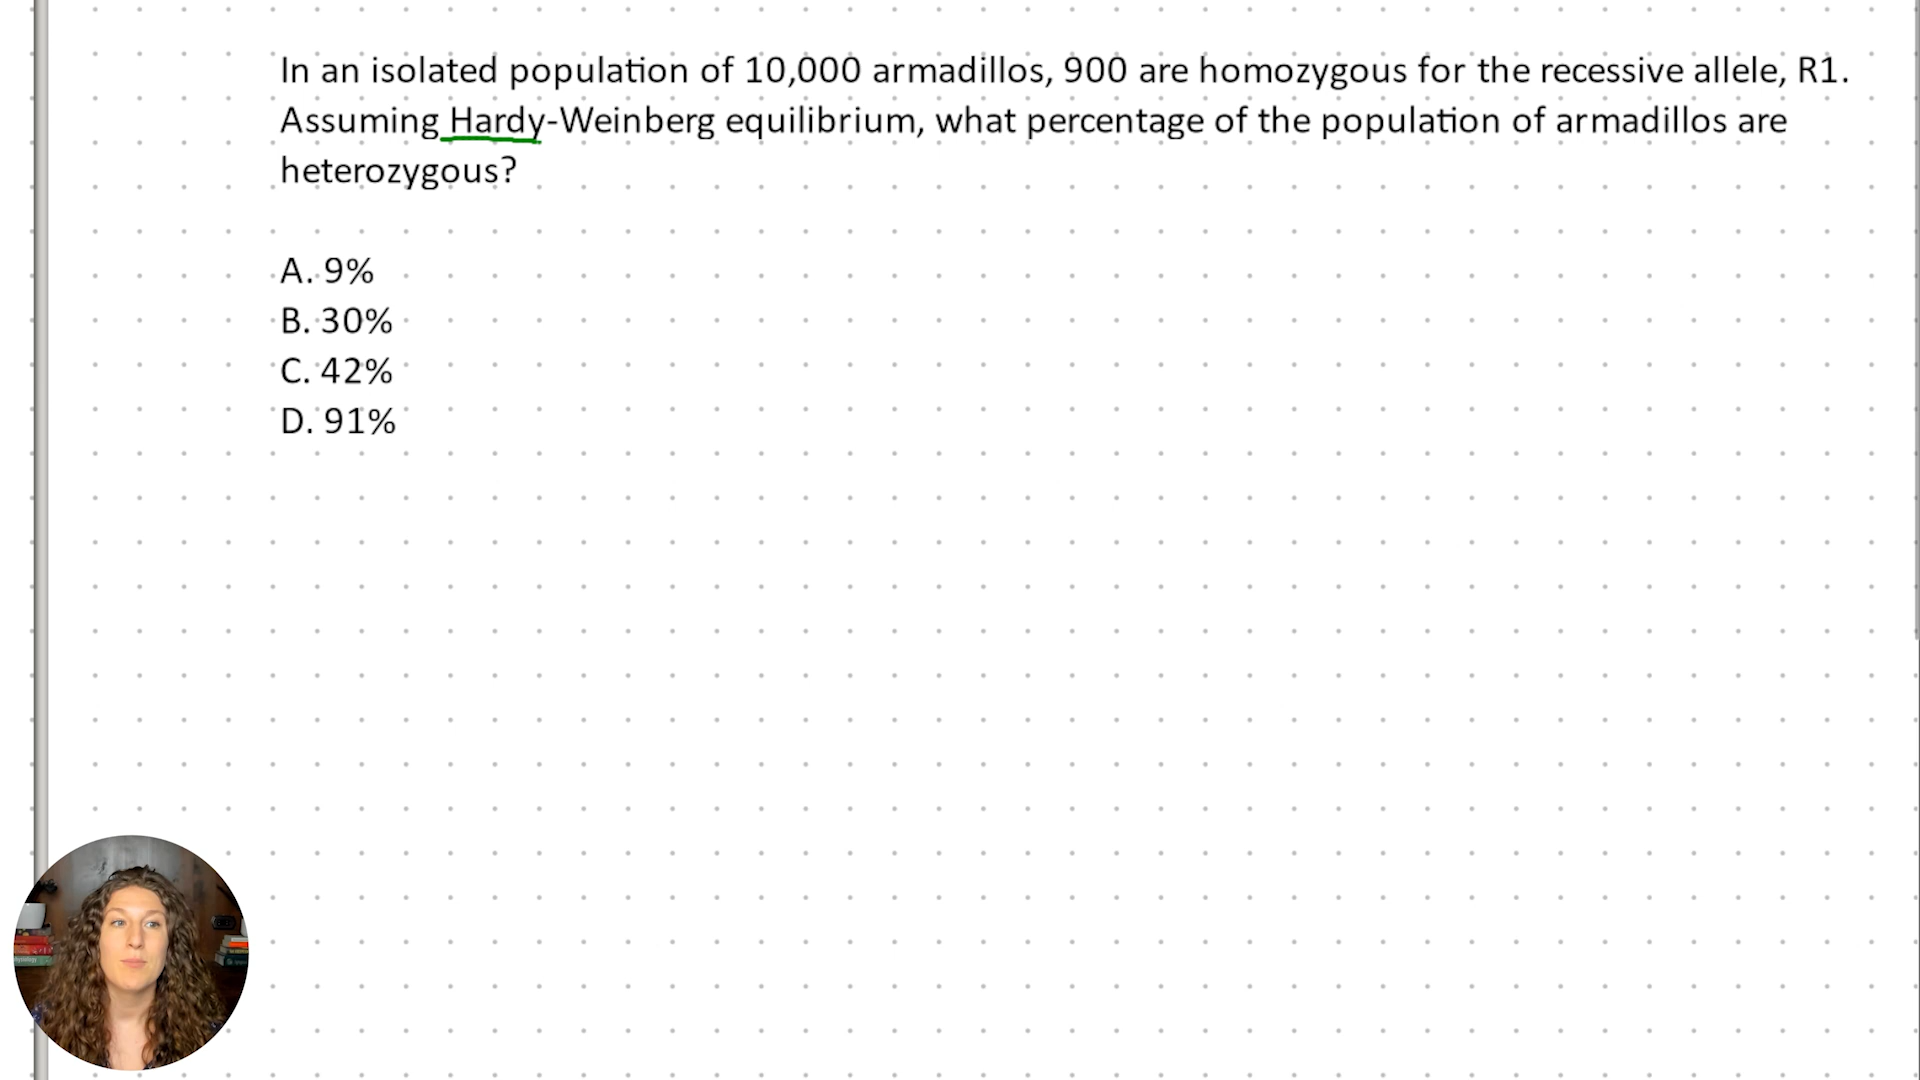 In an isolated population of 10,000 armadillos, 900 are homozygous for the recessive allele, R1.
Assuming Hardy-Weinberg equilibrium, what percentage of the population of armadillos are
heterozygous?
A. 9%
B. 30%
C. 42%
D. 91%